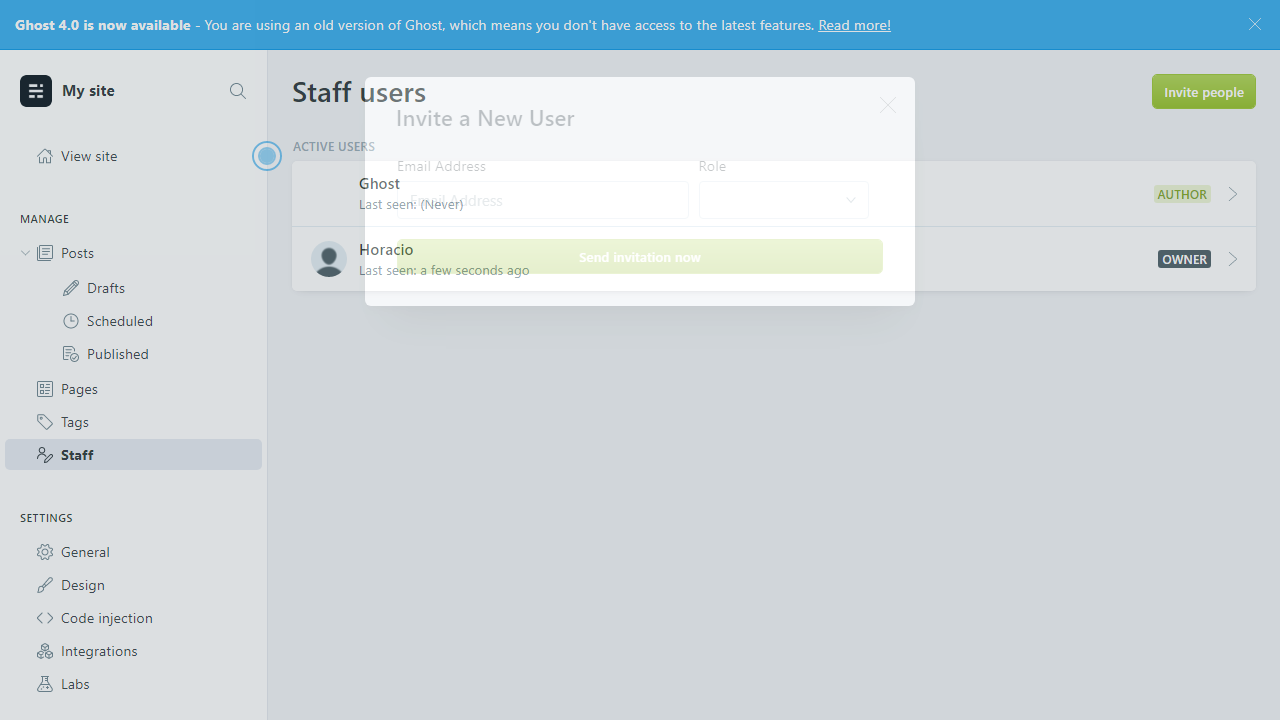 Ghost 4.0 is now available - You are using an old version of Ghost, which means you don't have access to the latest features. Read more!
My site
View site
MANAGE
Posts
Drafts
Scheduled
Published
Pages
Tags
Staff
SETTINGS
General
Design
Code injection
Integrations
Labs
Staff users
Invite people
ACTIVE USERS
Ghost
Last seen: (Never)
AUTHOR
Horacio
Last seen: a few seconds ago
OWNER
Invite a New User
Email Address
Role
Email Address
Send invitation now